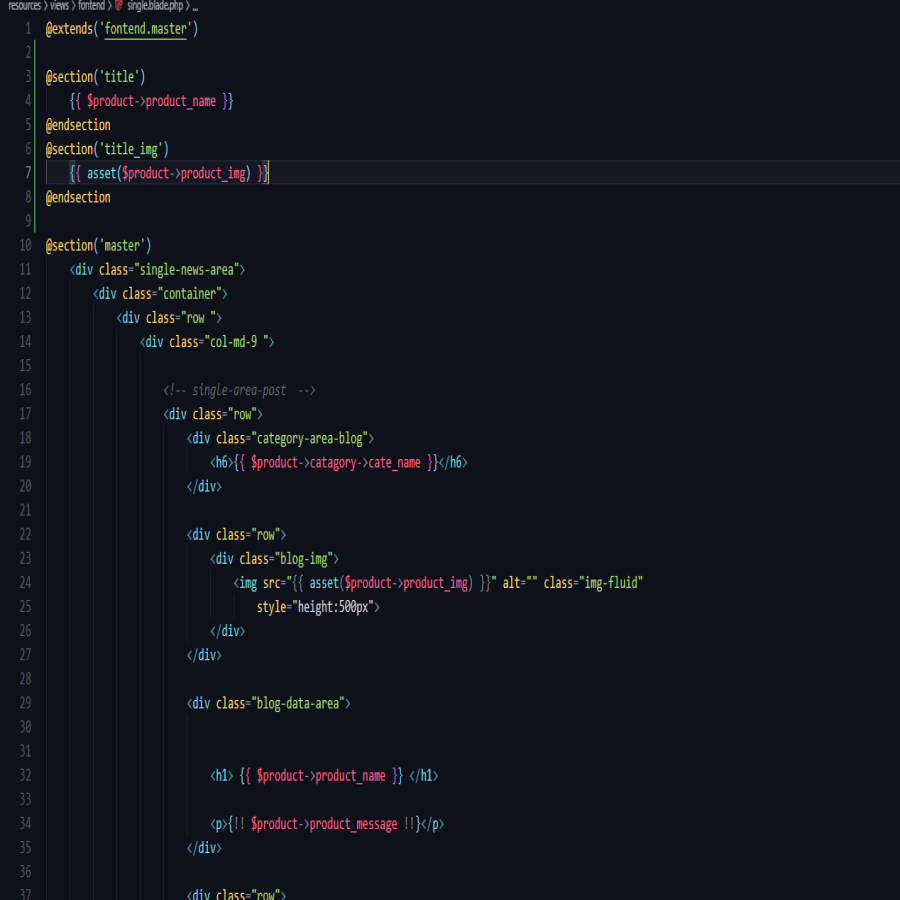 resources > views > fontend > single.blade.php > ...
1 @extends('fontend.master')
2
3 @section('title')
4 {{ $product->product_name }}
5 @endsection
6 @section('title_img')
7 {{ asset($product->product_img) }}
8 @endsection
9
10 @section('master')
11 <div class="single-news-area">
12 <div class="container">
13 <div class="row ">
14 <div class="col-md-9 ">
15
16 <!-- single-area-post  -->
17 <div class="row">
18 <div class="category-area-blog">
19 <h6>{{ $product->catagory->cate_name }}</h6>
20 </div>
21
22 <div class="row">
23 <div class="blog-img">
24 <img src="{{ asset($product->product_img) }}" alt="" class="img-fluid"
25 style="height:500px">
26 </div>
27 </div>
28
29 <div class="blog-data-area">
30
31
32 <h1> {{ $product->product_name }} </h1>
33
34 <p>{!! $product->product_message !!}</p>
35 </div>
36
37 <div class="row">